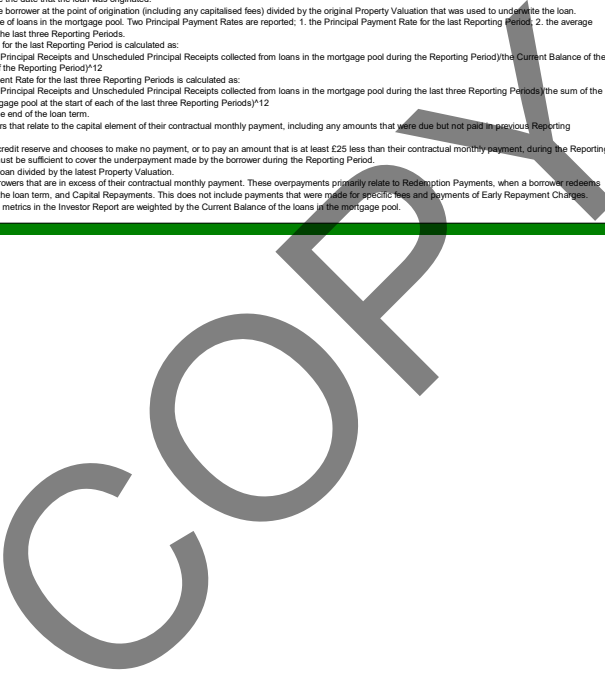 e borrower at the point of origination (including any capitalised fees) divided by the original Property Valuation that was used to underwrite the loan.
e of loans in the mortgage pool. Two Principal Payment Rates are reported; 1. the Principal Payment Rate for the last Reporting Period; 2. the average
he last three Reporting Periods.
for the last Reporting Period is calculated as:
Principal Receipts and Unscheduled Principal Receipts collected from loans in the mortgage pool during the Reporting Period)/the Current Balance of the
f the Reporting Period)^12
ent Rate for the last three Reporting Periods is calculated as:
Principal Receipts and Unscheduled Principal Receipts collected from loans in the mortgage pool during the last three Reporting Periods)/the sum of the
gage pool at the start of each of the last three Reporting Periods)^12
e end of the loan term.
rs that relate to the capital element of their contractual monthly payment, including any amounts that were due but not paid in previous Reporting
credit reserve and chooses to make no payment, or to pay an amount that is at least £25 less than their contractual monthly payment, during the Reporting
ust be sufficient to cover the underpayment made by the borrower during the Reporting Period.
oan divided by the latest Property Valuation.
rowers that are in excess of their contractual monthly payment. These overpayments primarily relate to Redemption Payments, when a borrower redeems
he loan term, and Capital Repayments. This does not include payments that were made for specific fees and payments of Early Repayment Charges.
metrics in the Investor Report are weighted by the Current Balance of the loans in the mortgage pool.
COPY